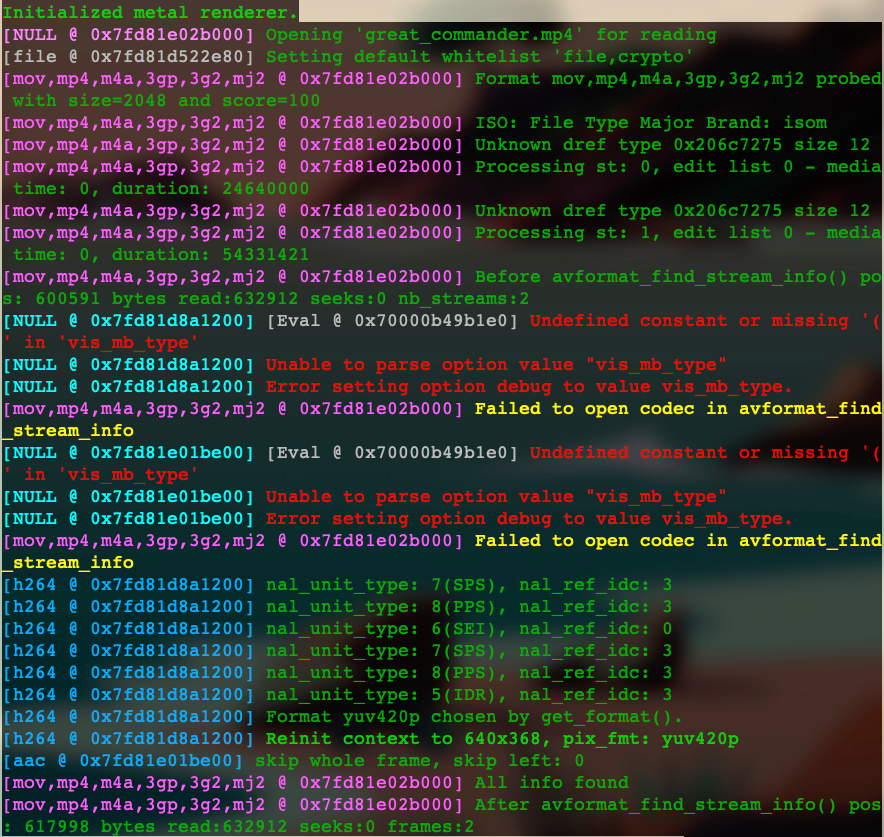 Initialized metal renderer.
[NULL @ 0x7fd81e02b000] Opening 'great_commander.mp4' for reading
[file @ 0x7fd81d522e80] Setting default whitelist 'file,crypto'
[mov,mp4,m4a,3gp,3g2,mj2 @ 0x7fd81e02b000] Format mov,mp4,m4a,3gp,3g2,mj2 probed
 with size=2048 and score=100
[mov,mp4,m4a,3gp,3g2,mj2 @ 0x7fd81e02b000] ISO: File Type Major Brand: isom
[mov,mp4,m4a,3gp,3g2,mj2 @ 0x7fd81e02b000] Unknown dref type 0x206c7275 size 12
[mov,mp4,m4a,3gp,3g2,mj2 @ 0x7fd81e02b000] Processing st: 0, edit list 0 - media
 time: 0, duration: 24640000
[mov,mp4,m4a,3gp,3g2,mj2 @ 0x7fd81e02b000] Unknown dref type 0x206c7275 size 12
[mov,mp4,m4a,3gp,3g2,mj2 @ 0x7fd81e02b000] Processing st: 1, edit list 0 - media
 time: 0, duration: 54331421
[mov,mp4,m4a,3gp,3g2,mj2 @ 0x7fd81e02b000] Before avformat_find_stream_info() po
s: 600591 bytes read:632912 seeks:0 nb_streams:2
[NULL @ 0x7fd81d8a1200] [Eval @ 0x70000b49b1e0] Undefined constant or missing '(
' in 'vis_mb_type'
[NULL @ 0x7fd81d8a1200] Unable to parse option value "vis_mb_type"
[NULL @ 0x7fd81d8a1200] Error setting option debug to value vis_mb_type.
[mov,mp4,m4a,3gp,3g2,mj2 @ 0x7fd81e02b000] Failed to open codec in avformat_find
_stream_info
[NULL @ 0x7fd81e01be00] [Eval @ 0x70000b49b1e0] Undefined constant or missing '(
' in 'vis_mb_type'
[NULL @ 0x7fd81e01be00] Unable to parse option value "vis_mb_type"
[NULL @ 0x7fd81e01be00] Error setting option debug to value vis_mb_type.
[mov,mp4,m4a,3gp,3g2,mj2 @ 0x7fd81e02b000] Failed to open codec in avformat_find
_stream_info
[h264 @ 0x7fd81d8a1200] nal_unit_type: 7(SPS), nal_ref_idc: 3
[h264 @ 0x7fd81d8a1200] nal_unit_type: 8(PPS), nal_ref_idc: 3
[h264 @ 0x7fd81d8a1200] nal_unit_type: 6(SEI), nal_ref_idc: 0
[h264 @ 0x7fd81d8a1200] nal_unit_type: 7(SPS), nal_ref_idc: 3
[h264 @ 0x7fd81d8a1200] nal_unit_type: 8(PPS), nal_ref_idc: 3
[h264 @ 0x7fd81d8a1200] nal_unit_type: 5(IDR), nal_ref_idc: 3
[h264 @ 0x7fd81d8a1200] Format yuv420p chosen by get_format().
[h264 @ 0x7fd81d8a1200] Reinit context to 640x368, pix_fmt: yuv420p
[aac @ 0x7fd81e01be00] skip whole frame, skip left: 0
[mov,mp4,m4a,3gp,3g2,mj2 @ 0x7fd81e02b000] All info found
[mov,mp4,m4a,3gp,3g2,mj2 @ 0x7fd81e02b000] After avformat_find_stream_info() pos
: 617998 bytes read:632912 seeks:0 frames:2